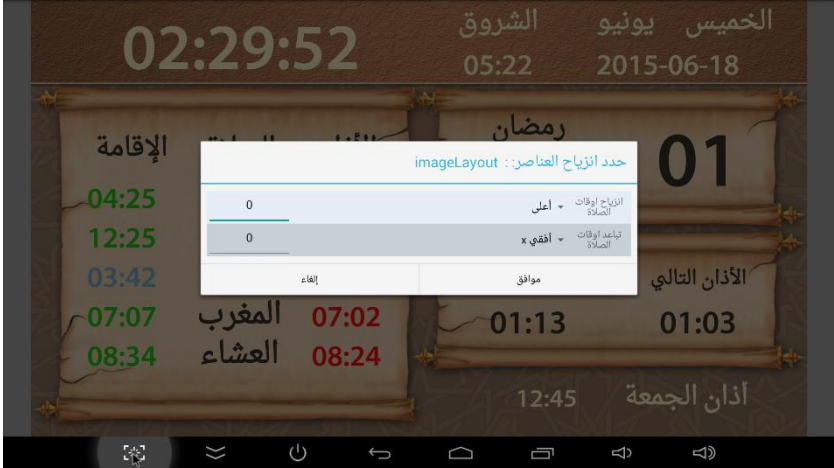 الخميس يونيو الشروق
2015-06-18 05:22
02:29:52
رمضان
01
الإقامة
حدد انزياح العناصر: : imageLayout
انزياح اوقات الصلاة أعلى 0
تباعد اوقات الصلاة أفقي x 0
موافق إلغاء
04:25
12:25
03:42
07:02 المغرب 07:07
08:24 العشاء 08:34
الأذان التالي
01:03 01:13
أذان الجمعة 12:45